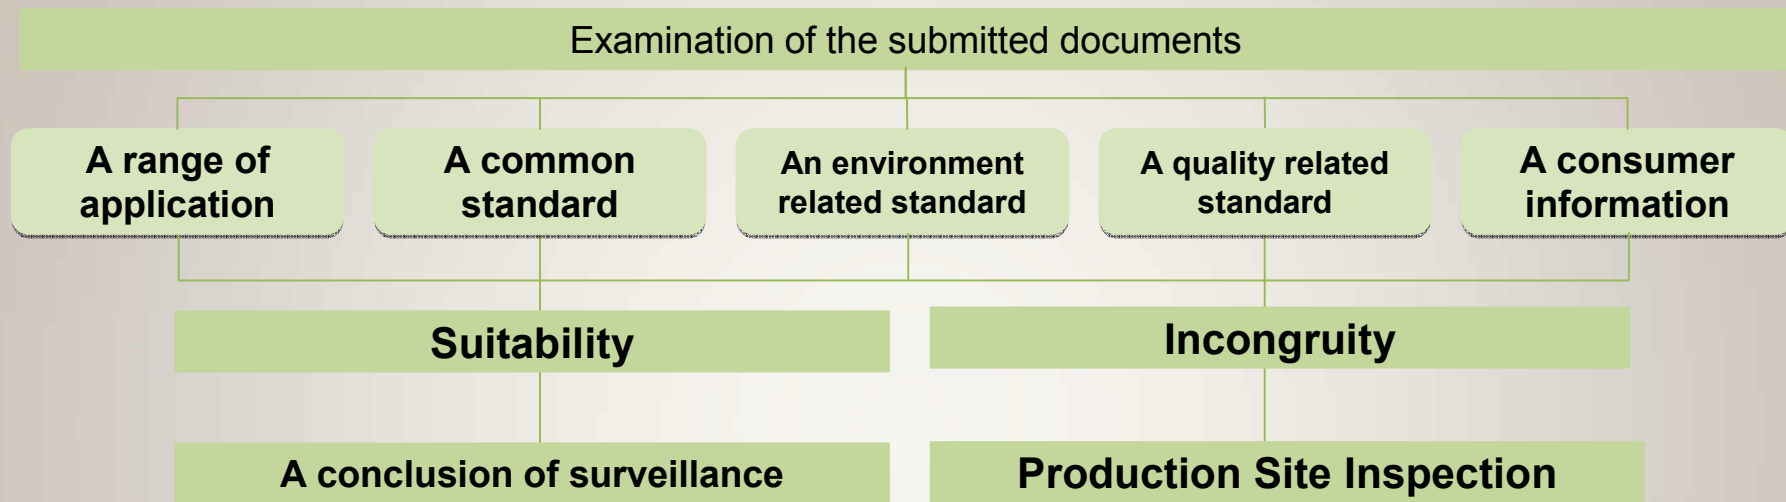 Examination of the submitted documents
A range of
application
A common
standard
An environment
related standard
A quality related
standard
A consumer
information
Suitability
Incongruity
A conclusion of surveillance
Production Site Inspection